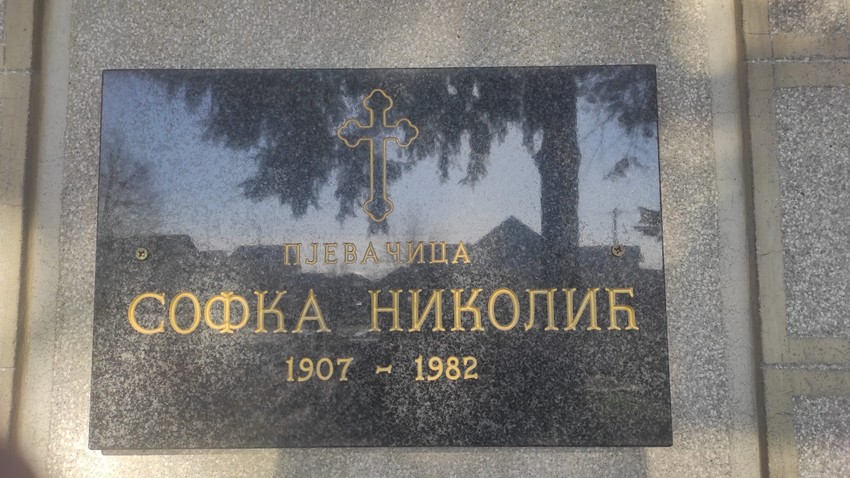 ПЈЕВАЧИЦА
СОФКА НИКОЛИЋ
1907 - 1982